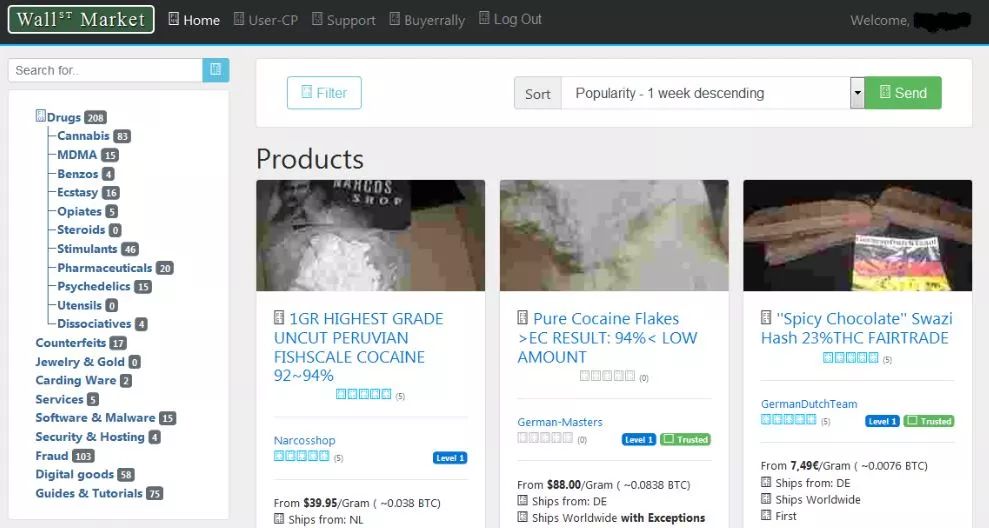 Wall ST Market
Home
User-CP
Support
Buyerrally
Log Out
Welcome,
Search for..
Filter
Sort
Popularity - 1 week descending
Send
Drugs 208
Cannabis 83
MDMA 15
Benzos 4
Ecstasy 16
Opiates 5
Steroids 0
Stimulants 46
Pharmaceuticals 20
Psychedelics 15
Utensils 0
Dissociatives 4
Counterfeits 17
Jewelry & Gold 0
Carding Ware 2
Services 5
Software & Malware 15
Security & Hosting 4
Fraud 103
Digital goods 58
Guides & Tutorials 75
Products
NARCOS
SHOP
1GR HIGHEST GRADE
UNCUT PERUVIAN
FISHSCALE COCAINE
92~94%
(5)
Narcosshop
(5)
Level 1
From $39.95/Gram ( ~0.038 BTC)
Ships from: NL
Pure Cocaine Flakes
>EC RESULT: 94%< LOW
AMOUNT
(0)
German-Masters
(0)
Level 1
Trusted
From $88.00/Gram ( ~0.0838 BTC)
Ships from: DE
Ships Worldwide with Exceptions
"Spicy Chocolate" Swazi
Hash 23%THC FAIRTRADE
(5)
GermanDutchTeam
(5)
Level 1
Trusted
From 7,49€/Gram ( ~0.0076 BTC)
Ships from: DE
Ships Worldwide
First